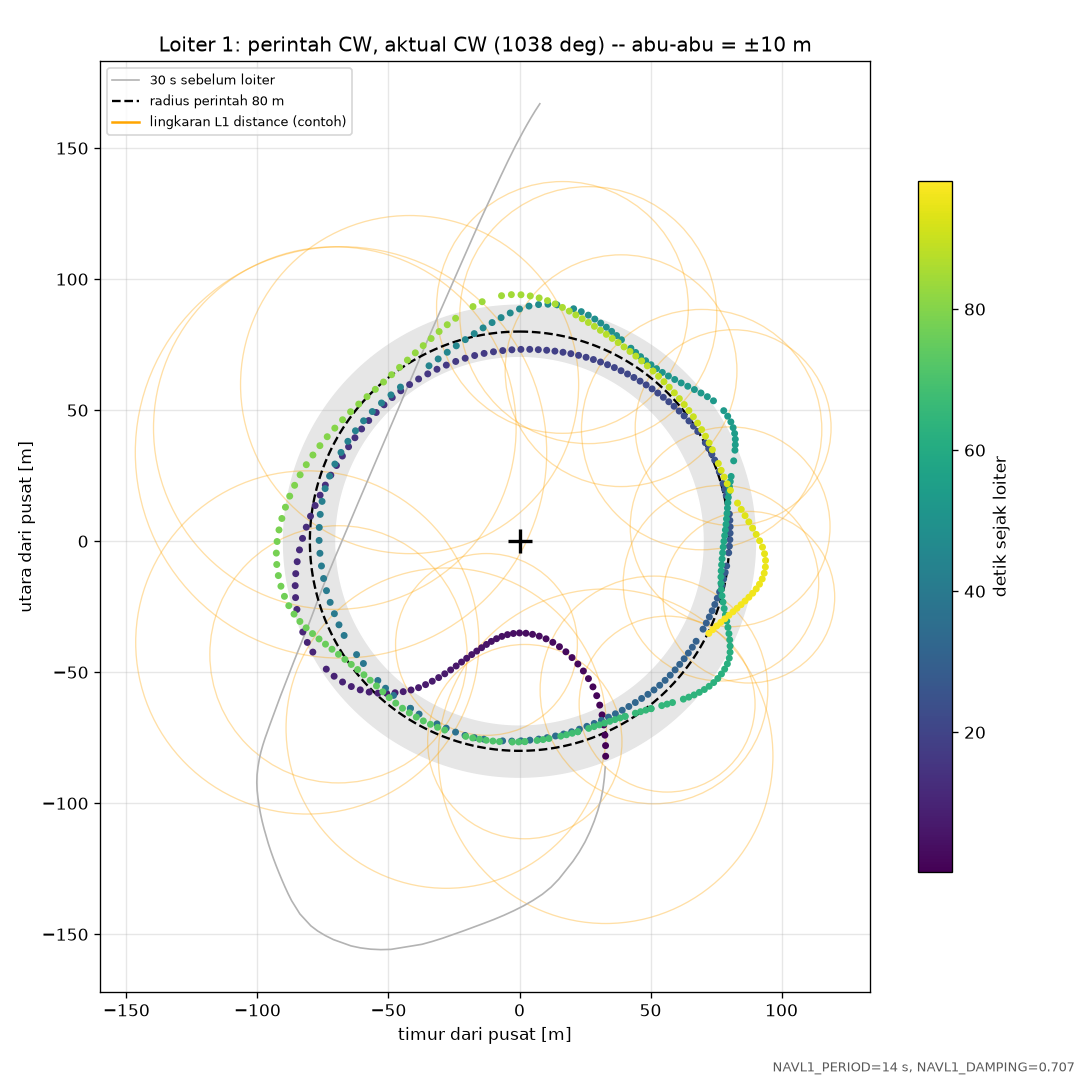 Loiter 1: perintah CW, aktual CW (1038 deg) -- abu-abu = ±10 m
30 s sebelum loiter
radius perintah 80 m
lingkaran L1 distance (contoh)
150
100
50
0
−50
−100
−150
utara dari pusat [m]
−150
−100
−50
0
50
100
timur dari pusat [m]
80
60
40
20
detik sejak loiter
NAVL1_PERIOD=14 s, NAVL1_DAMPING=0.707